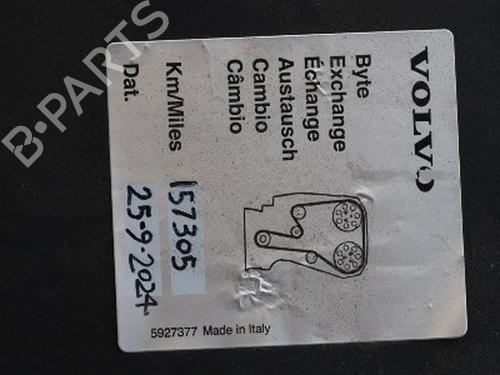 VOLVO
Byte
Exchange
Échange
Austausch
Cambio
Câmbio
Km/Miles 157305
Dat. 25-9-2024
5927377 Made in Italy
B-PARTS